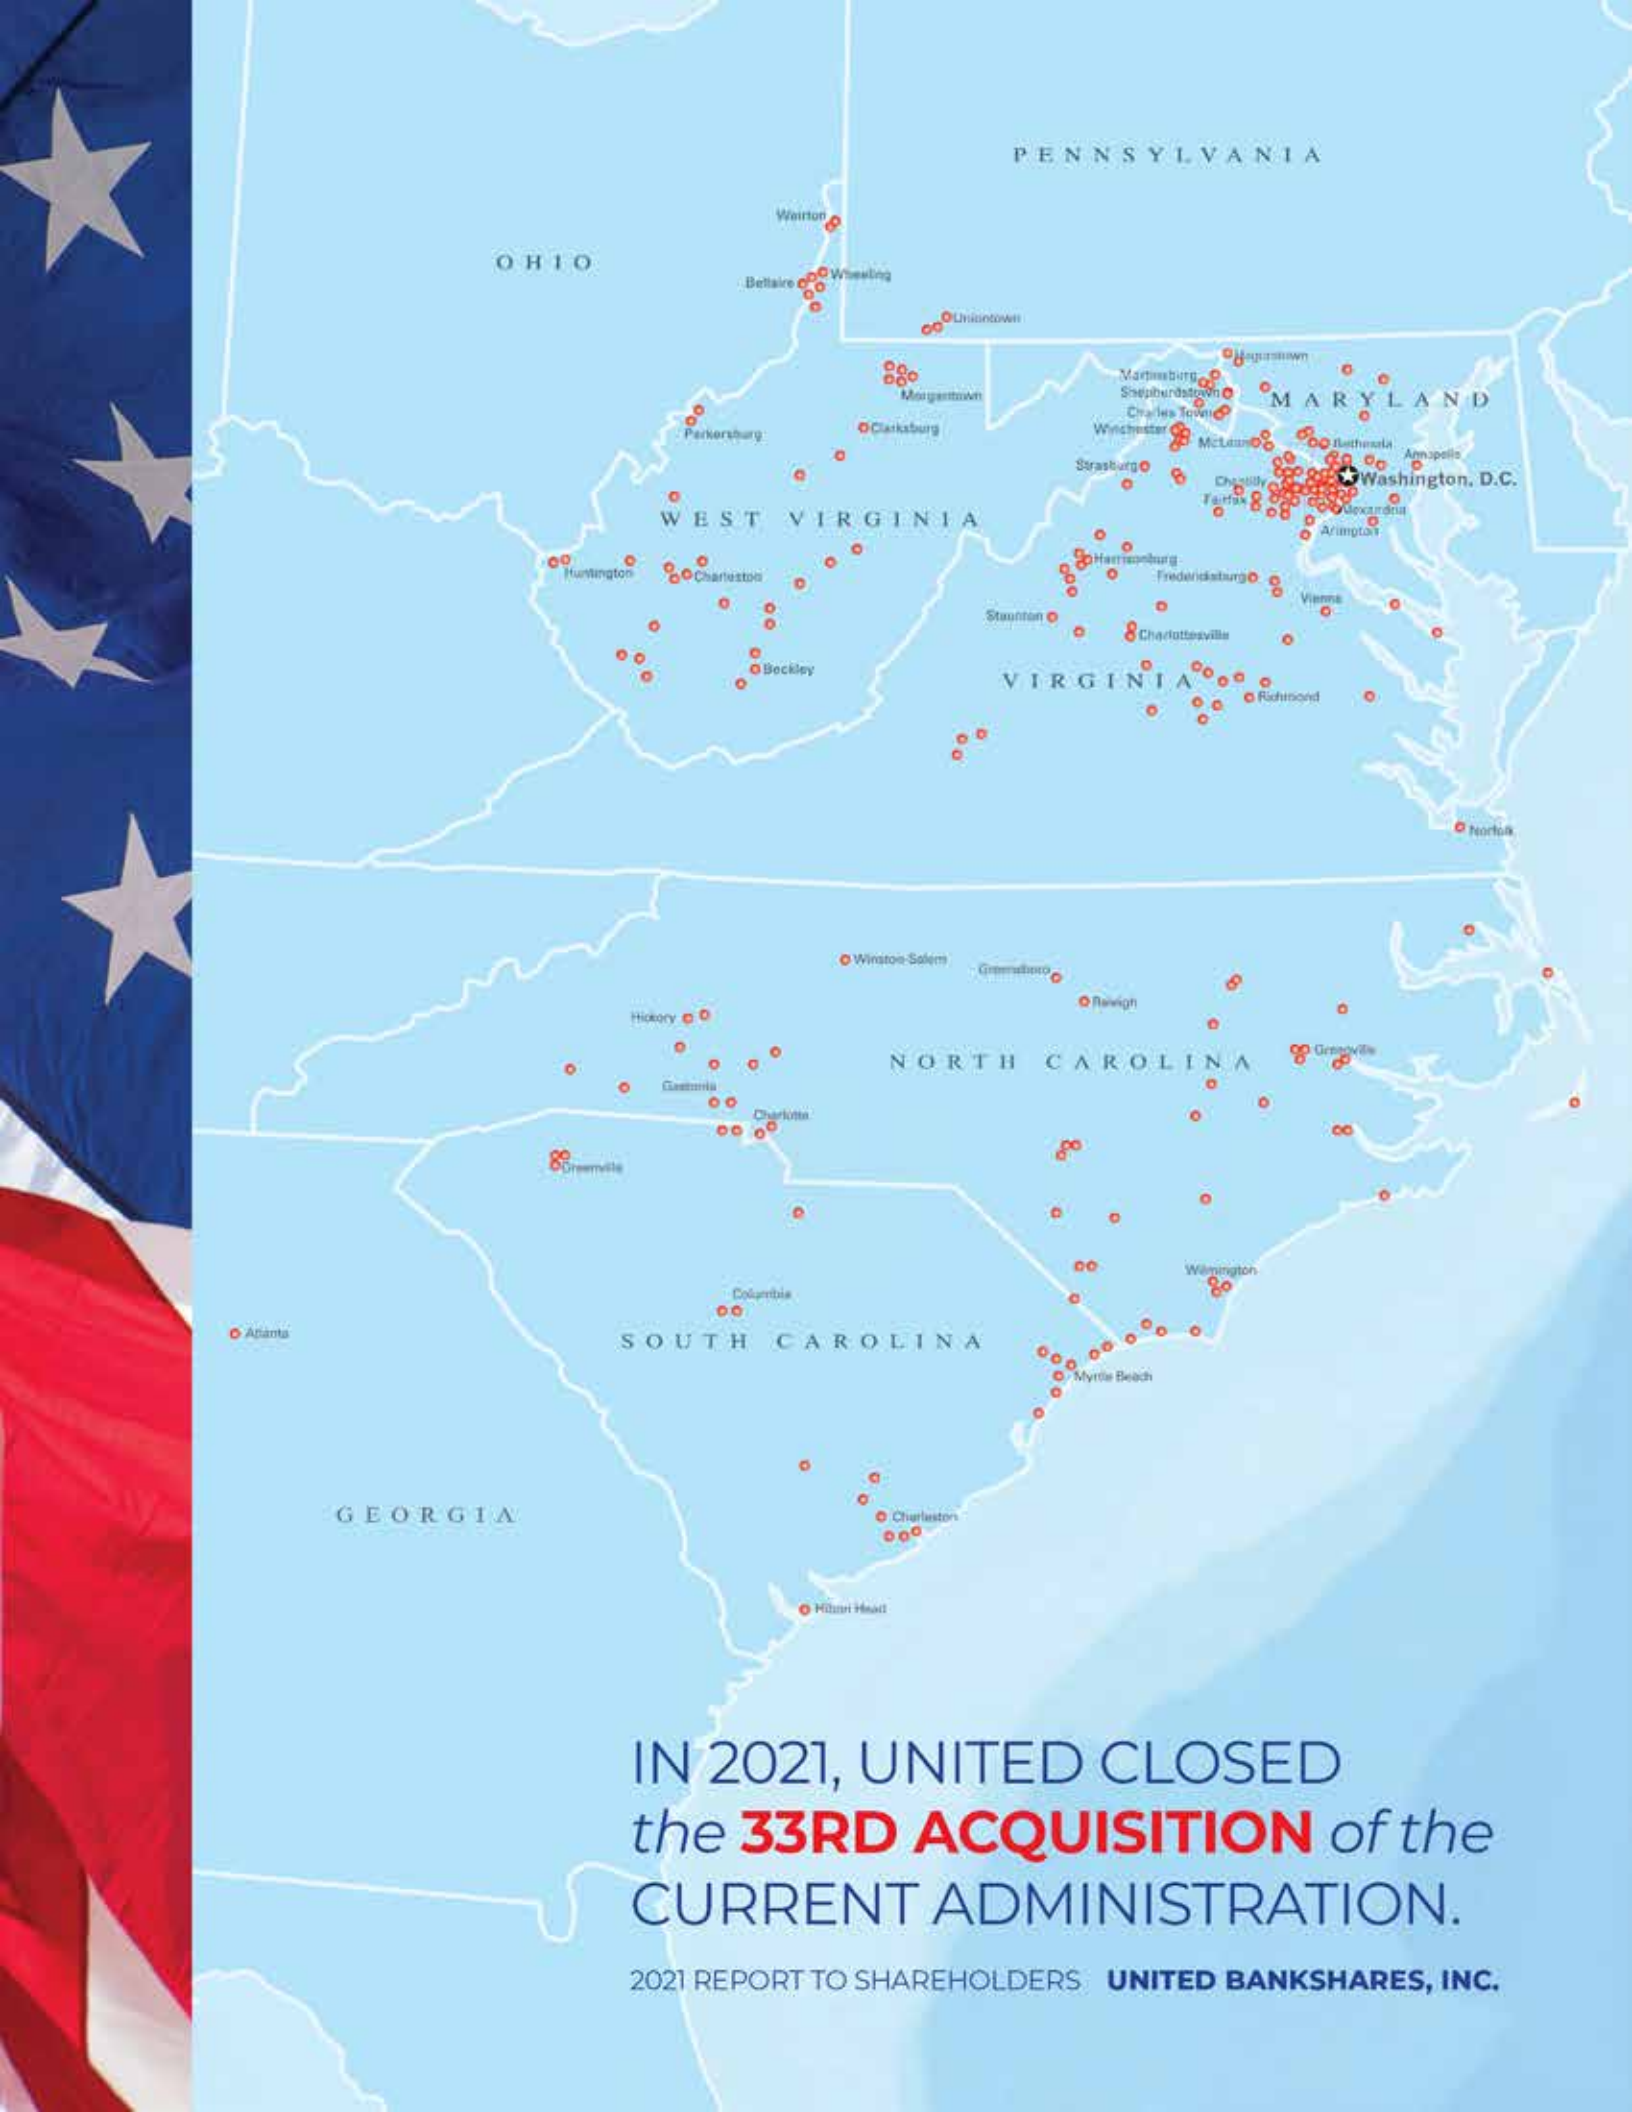 PENNSYLVANIA
Weirton
OHIO
Wheeling
Bellaire
Uniontown
Hagerstown
Martinsburg
Shepherdstown
MARYLAND
Morgantown
Charles Town
Parkersburg
Clarksburg
Winchester
McLean
Bethesda
Annapolis
Strasburg
Chantilly
Washington, D.C.
Fairfax
Alexandria
WEST VIRGINIA
Arlington
Harrisonburg
Huntington
Charleston
Fredericksburg
Vienna
Staunton
Charlottesville
Beckley
VIRGINIA
Richmond
Norfolk
Winston-Salem
Greensboro
Raleigh
Hickory
Greenville
NORTH CAROLINA
Gastonia
Charlotte
Greenville
Wilmington
Columbia
Atlanta
SOUTH CAROLINA
Myrtle Beach
GEORGIA
Charleston
Hilton Head
IN 2021, UNITED CLOSED
the 33RD ACQUISITION of the
CURRENT ADMINISTRATION.
2021 REPORT TO SHAREHOLDERS UNITED BANKSHARES, INC.